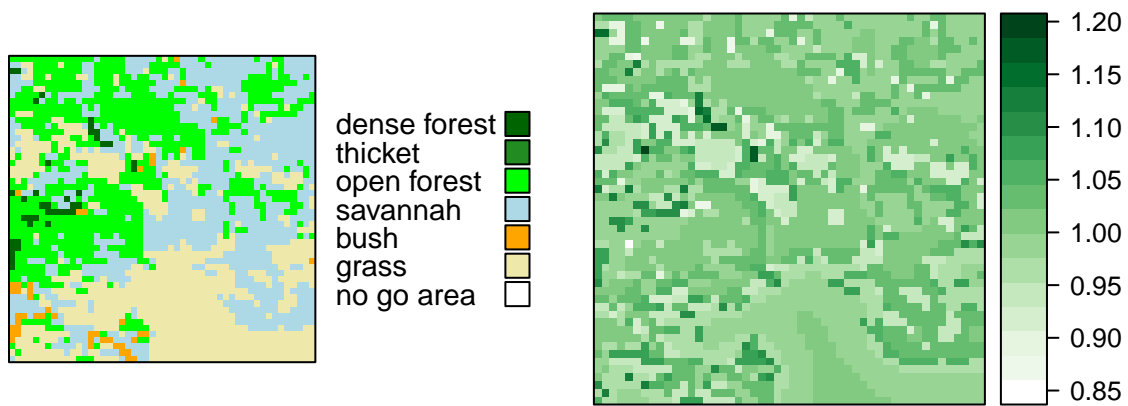 dense forest
thicket
open forest
savannah
bush
grass
no go area
1.20
1.15
1.10
1.05
1.00
0.95
0.90
0.85